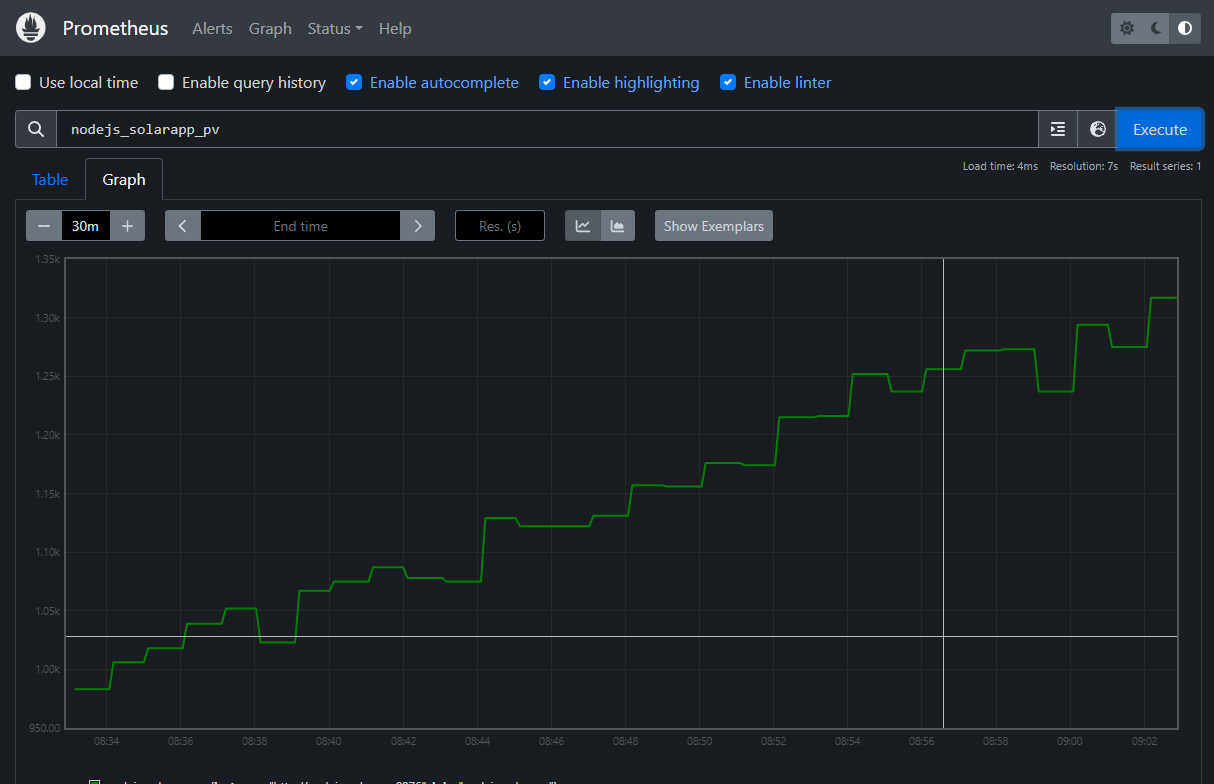 Prometheus Alerts Graph Status Help
Use local time Enable query history Enable autocomplete Enable highlighting Enable linter
nodejs_solarapp_pv Execute
Load time: 4ms Resolution: 7s Result series: 1
Table Graph
30m End time Res. (s) Show Exemplars
1.35k
1.30k
1.25k
1.20k
1.15k
1.10k
1.05k
1.00k
950.00
08:34 08:36 08:38 08:40 08:42 08:44 08:46 08:48 08:50 08:52 08:54 08:56 08:58 09:00 09:02